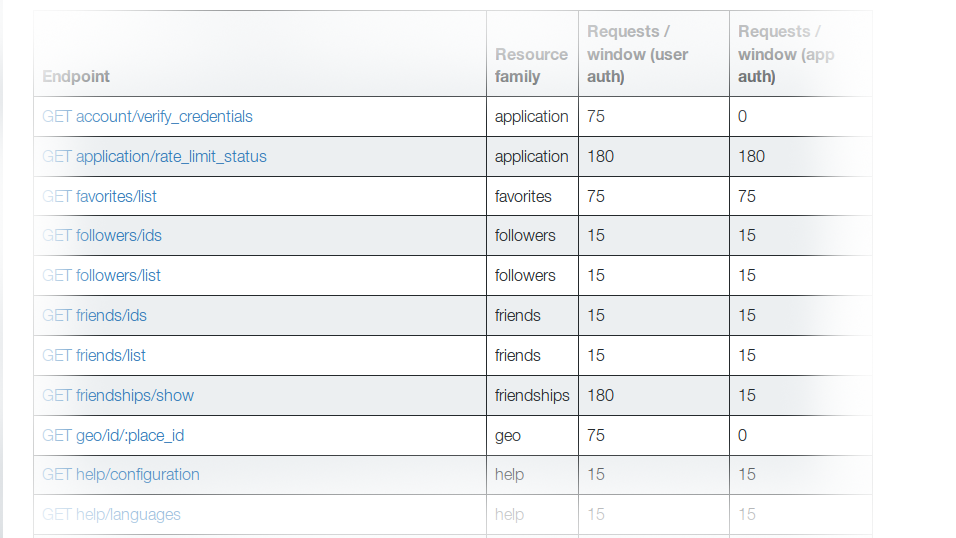 Endpoint Resource family Requests / window (user auth) Requests / window (app auth)
GET account/verify_credentials application 75 0
GET application/rate_limit_status application 180 180
GET favorites/list favorites 75 75
GET followers/ids followers 15 15
GET followers/list followers 15 15
GET friends/ids friends 15 15
GET friends/list friends 15 15
GET friendships/show friendships 180 15
GET geo/id/:place_id geo 75 0
GET help/configuration help 15 15
GET help/languages help 15 15